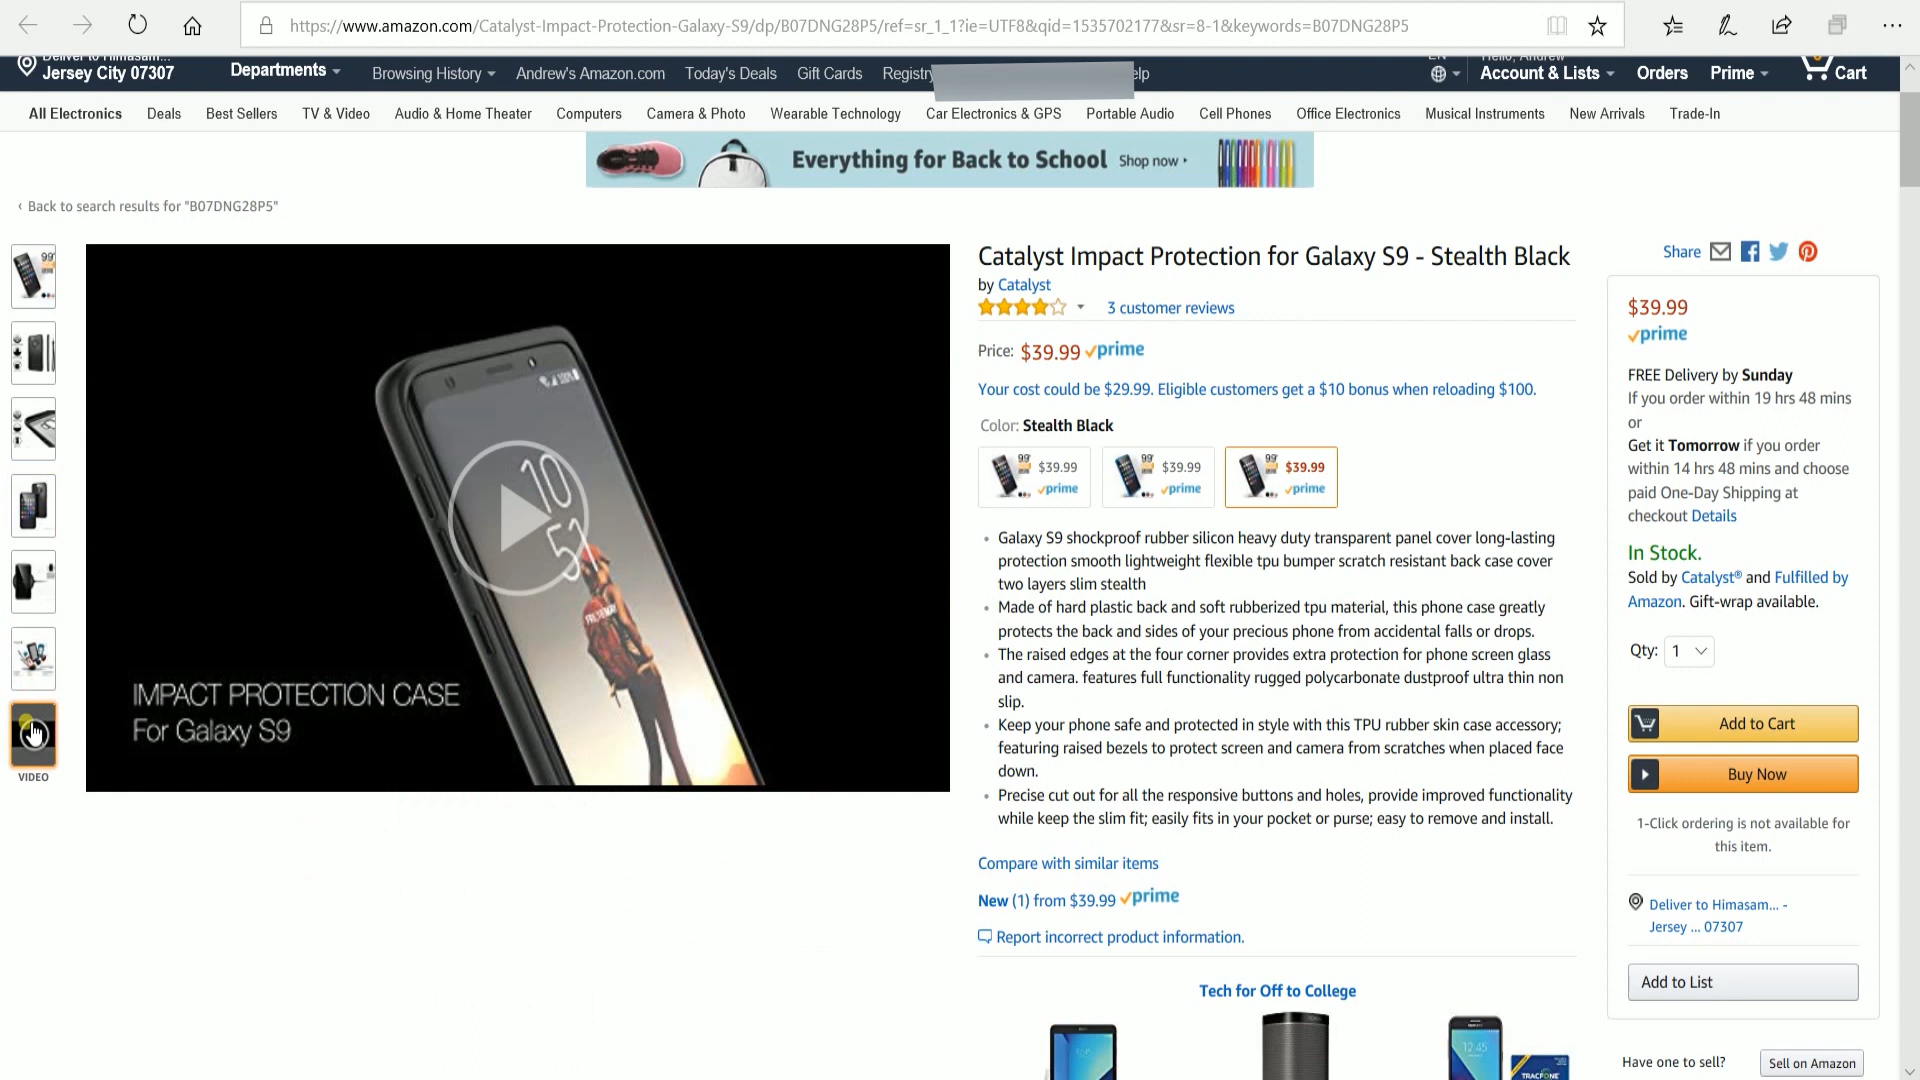 https://www.amazon.com/Catalyst-Impact-Protection-Galaxy-S9/dp/B07DNG28P5/ref=sr_1_1?ie=UTF8&qid=1535702177&sr=8-1&keywords=B07DNG28P5
Deliver to Himasam...
Jersey City 07307
Departments
Browsing History
Andrew's Amazon.com
Today's Deals
Gift Cards
Registry
elp
EN
Hello, Andrew
Account & Lists
Orders
Prime
Cart
All Electronics
Deals
Best Sellers
TV & Video
Audio & Home Theater
Computers
Camera & Photo
Wearable Technology
Car Electronics & GPS
Portable Audio
Cell Phones
Office Electronics
Musical Instruments
New Arrivals
Trade-In
Everything for Back to School Shop now
‹ Back to search results for "B07DNG28P5"
99'
VIDEO
10
51
100%
IMPACT PROTECTION CASE
For Galaxy S9
Catalyst Impact Protection for Galaxy S9 - Stealth Black
by Catalyst
3 customer reviews
Price: $39.99 prime
Your cost could be $29.99. Eligible customers get a $10 bonus when reloading $100.
Color: Stealth Black
99' $39.99
prime
99' $39.99
prime
99' $39.99
prime
• Galaxy S9 shockproof rubber silicon heavy duty transparent panel cover long-lasting
protection smooth lightweight flexible tpu bumper scratch resistant back case cover
two layers slim stealth
• Made of hard plastic back and soft rubberized tpu material, this phone case greatly
protects the back and sides of your precious phone from accidental falls or drops.
• The raised edges at the four corner provides extra protection for phone screen glass
and camera. features full functionality rugged polycarbonate dustproof ultra thin non
slip.
• Keep your phone safe and protected in style with this TPU rubber skin case accessory;
featuring raised bezels to protect screen and camera from scratches when placed face
down.
• Precise cut out for all the responsive buttons and holes, provide improved functionality
while keep the slim fit; easily fits in your pocket or purse; easy to remove and install.
Compare with similar items
New (1) from $39.99 prime
Report incorrect product information.
Tech for Off to College
12:45
TRACFONE
Share
$39.99
prime
FREE Delivery by Sunday
If you order within 19 hrs 48 mins
or
Get it Tomorrow if you order
within 14 hrs 48 mins and choose
paid One-Day Shipping at
checkout Details
In Stock.
Sold by Catalyst® and Fulfilled by
Amazon. Gift-wrap available.
Qty: 1
Add to Cart
Buy Now
1-Click ordering is not available for
this item.
Deliver to Himasam... -
Jersey ... 07307
Add to List
Have one to sell?
Sell on Amazon